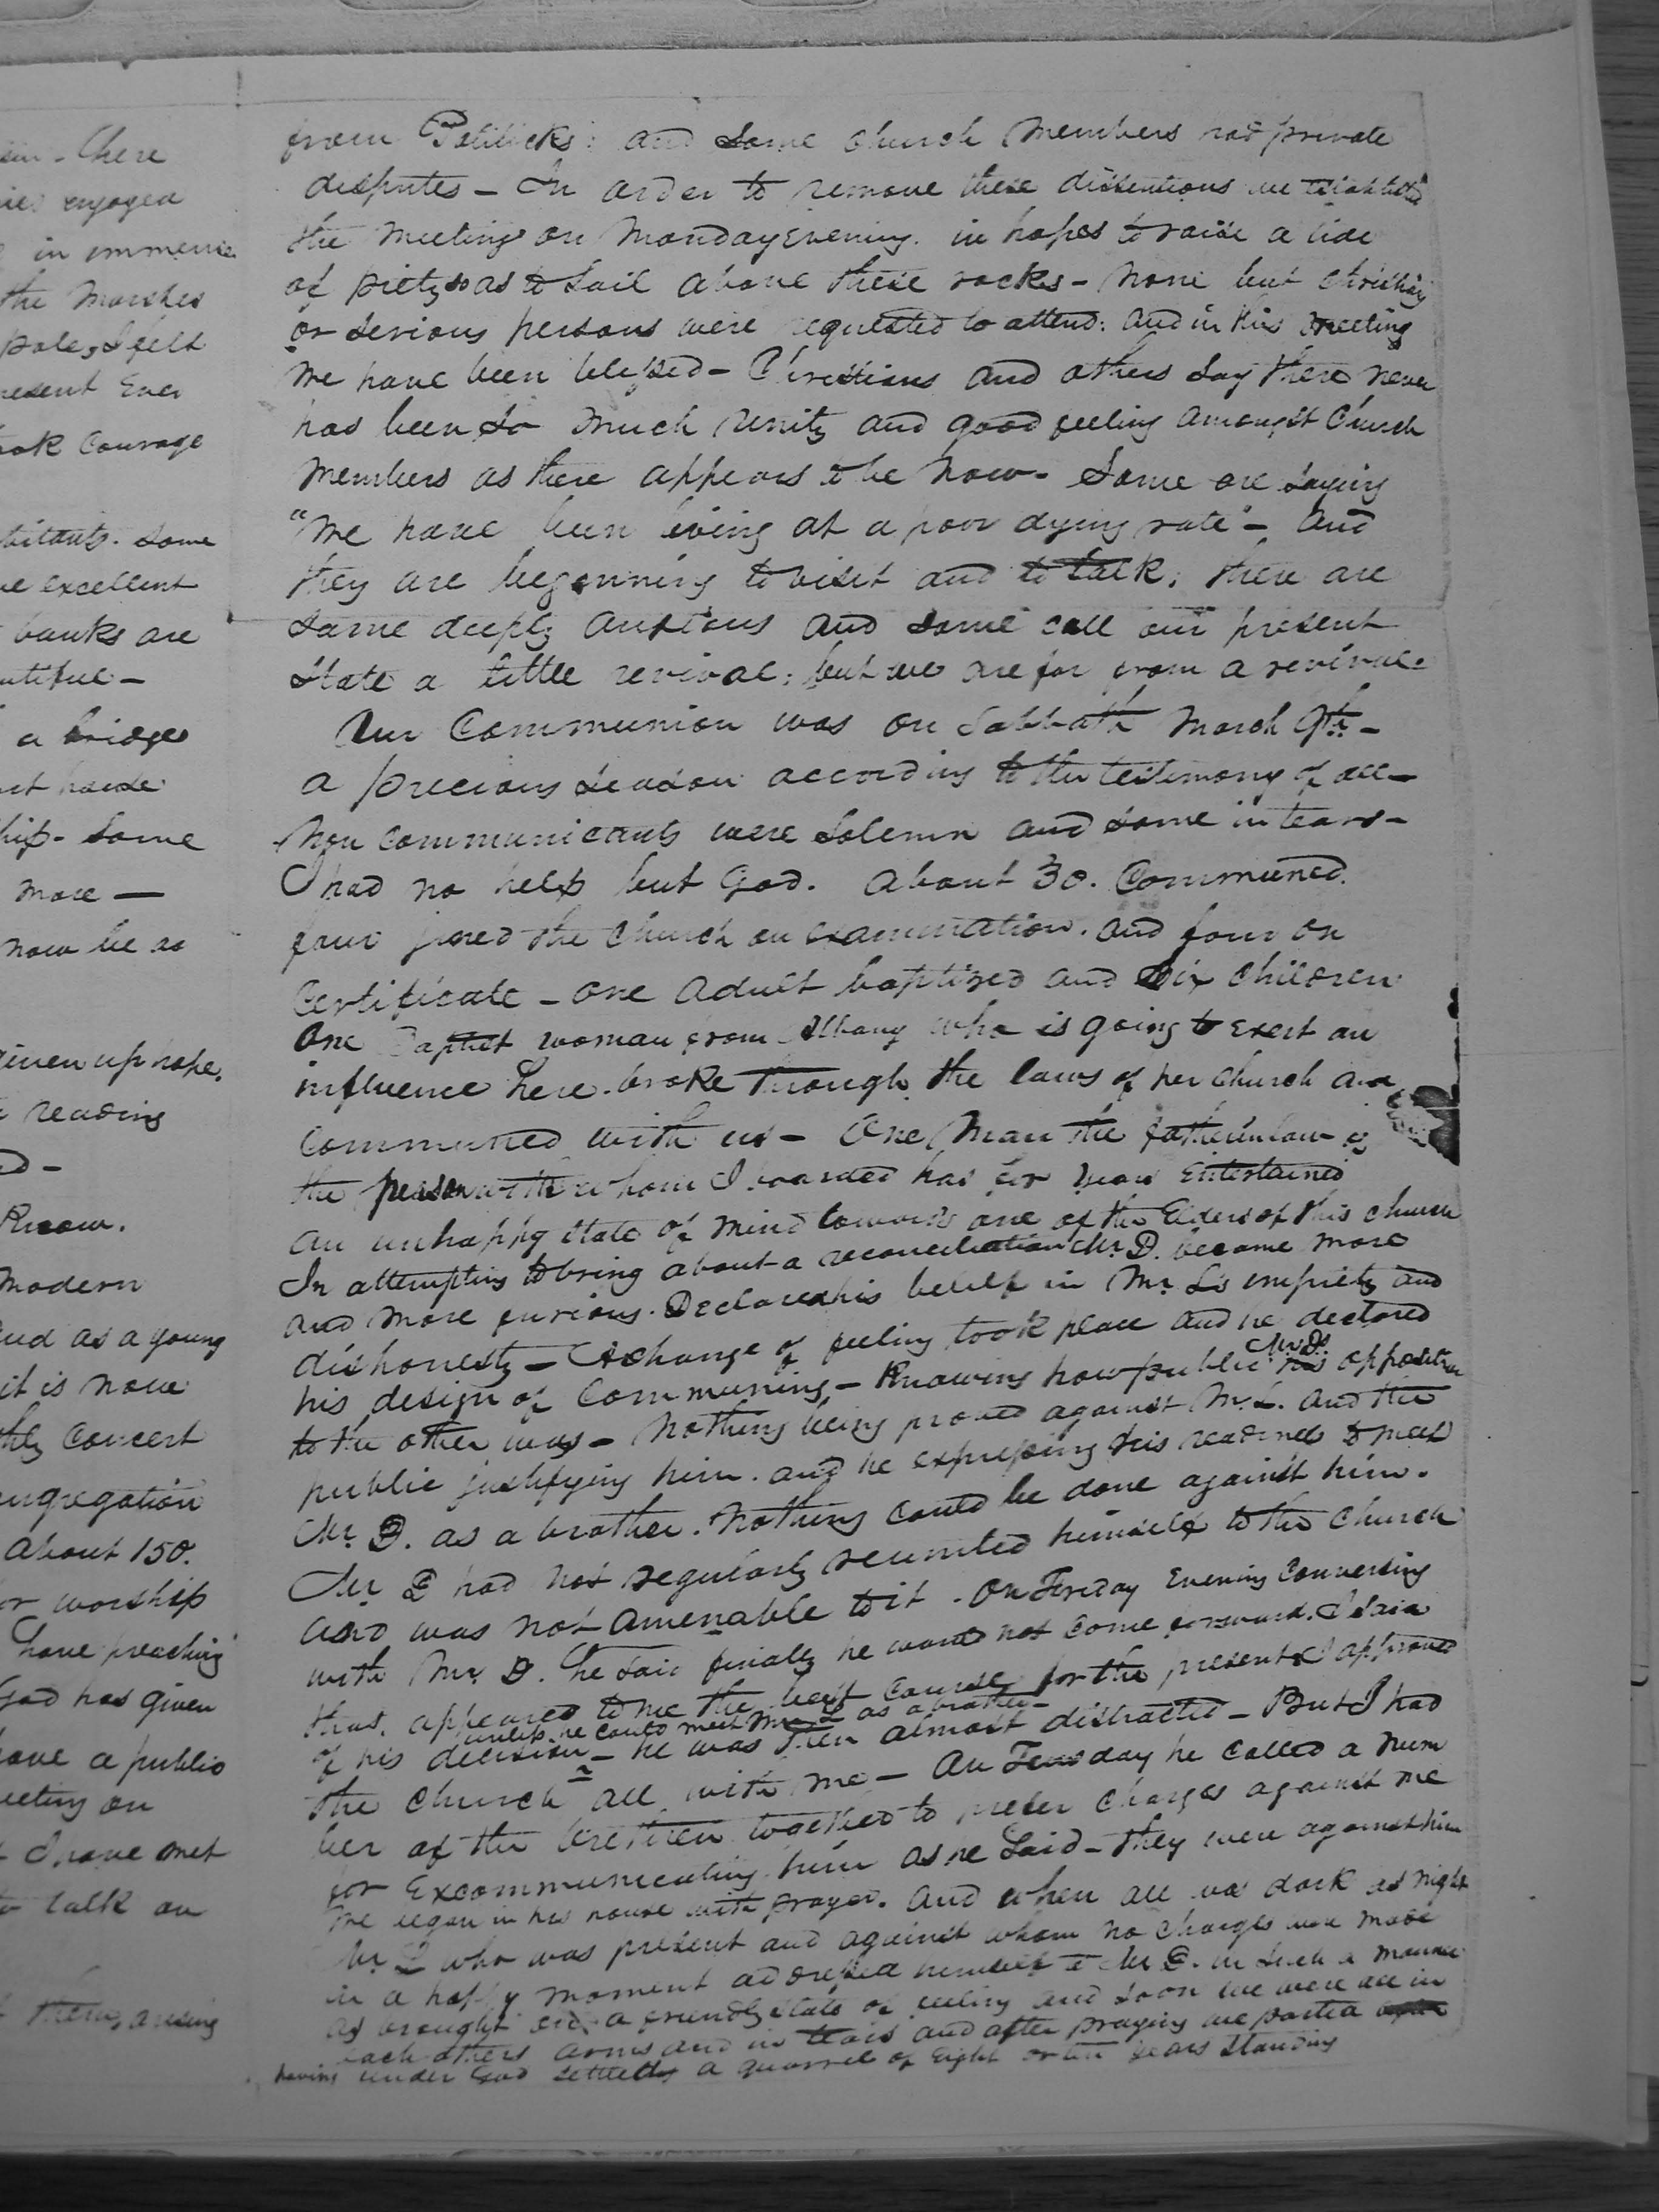 sin - There
engaged
in immense
the Marshes
pole, I felt
present Ever
took Courage
some
excellent
banks are
beautiful -
a bridge
house
some
more -
now be as
given up hope.
reading
Know.
modern
and as a young
it is now
Concert
congregation
About 150.
for worship
have preaching
God has given
have a public
meeting on
I have met
to talk on
them, arising
from Politicks: and some church members had private
disputes - In order to remove these dissentions we established
the meeting on Monday Evening. in hopes to raise a tide
of piety so as to sail above these rocks - None but christians
or serious persons were requested to attend: and in this meeting
we have been blessed - Christians and others say there never
has been so much unity and good feeling amongst Church
members as there appears to be now - Some are saying
"We have been living at a poor dying rate" - and
they are beginning to visit and to talk; there are
some deeply anxious and some call our present
State a little revival; but we are far from a revival.
Our Communion was on Sabbath March 9th -
a precious season according to the testimony of all -
Non communicants were solemn and some in tears -
I had no help but God. About 30. Communed.
four joined the Church on examination. and four on
Certificate - one adult baptized and six children
One Baptist woman from Albany who is going to exert an
influence here. broke through the laws of her church and
communed with us - One Man the father in law of
the person with whom I boarded has for years entertained
an unhappy state of mind towards one of the Elders of this church
In attempting to bring about a reconciliation Mr. D. became more
and more furious. Declared his belief in Mr. L's impiety and
dishonesty - A change of feeling took place and he declared
his design of Communing - Knowing how public Mr D's opposition
to the other was - Nothing being proved against Mr. L. and the
public justifying him. and he expressing his readiness to meet
Mr. D. as a brother. Nothing could be done against him.
Mr D had not regularly reunited himself to the Church
and was not amenable to it. On Friday Evening Conversing
with Mr. D. he said finally he would not come forward. I said
that. appeared to me the best course for the present & I approved
unless he could meet Mr L as a brother -
of his decision - he was then almost distracted - But I had
the church all with me - On Tuesday he called a num
ber of the brethren together to prefer charges against me
for Excommunicating him as he said - they were against him
We began in his house with prayer. and when all was dark as night
Mr. L who was present and against whom no charges were made
in a happy moment addressed himself to Mr D. in such a manner
as brought on a friendly state of feeling and soon we were all in
each others arms and in tears and after praying we parted
having under God settled a quarrel of Eight or ten years standing